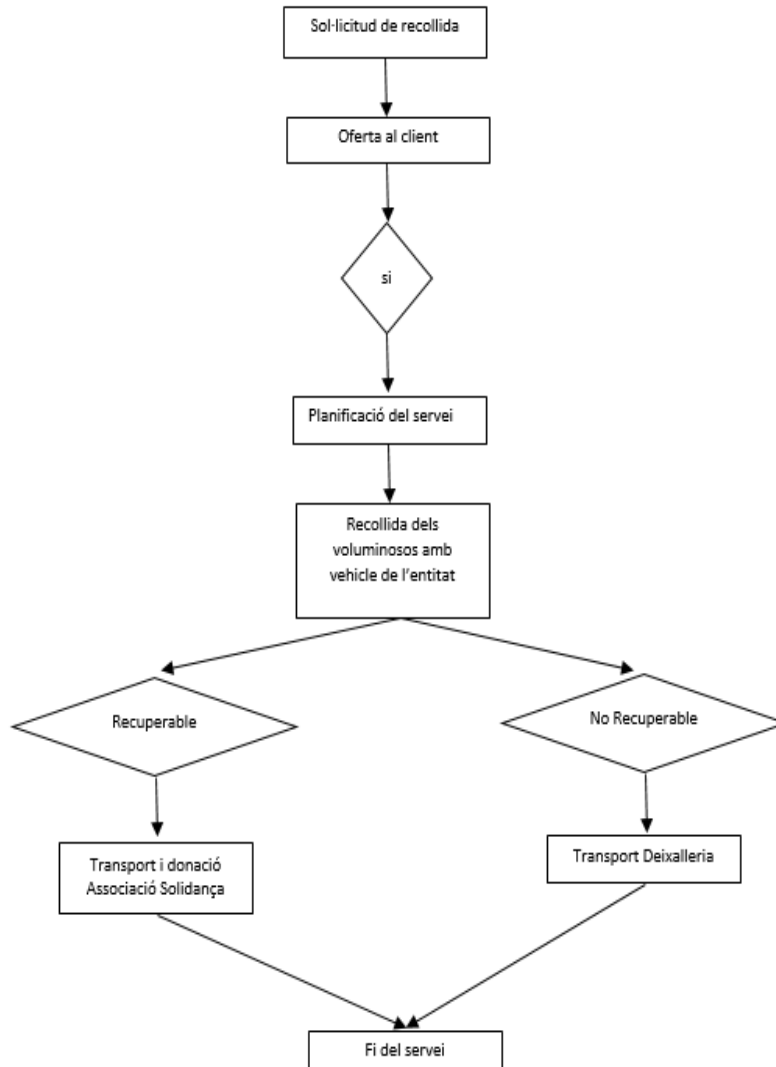 Sol·licitud de recollida
Oferta al client
si
Planificació del servei
Recollida dels
voluminosos amb
vehicle de l'entitat
Recuperable
No Recuperable
Transport i donació
Associació Solidança
Transport Deixalleria
Fi del servei